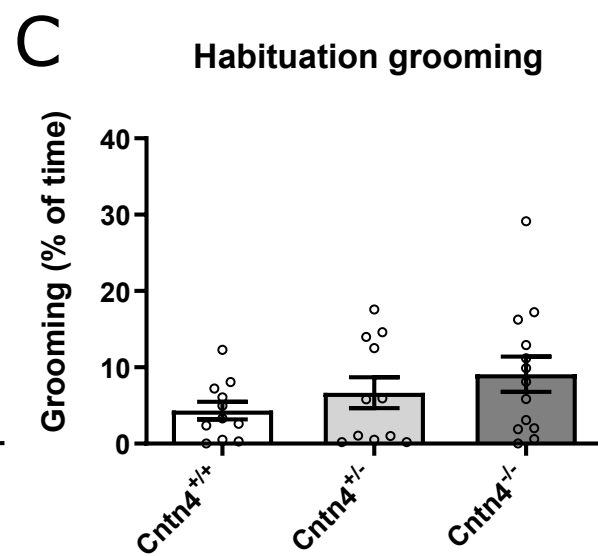 C
Habituation grooming
Grooming (% of time)
40
30
20
10
0
Cntn4+/+
Cntn4+/-
Cntn4-/-